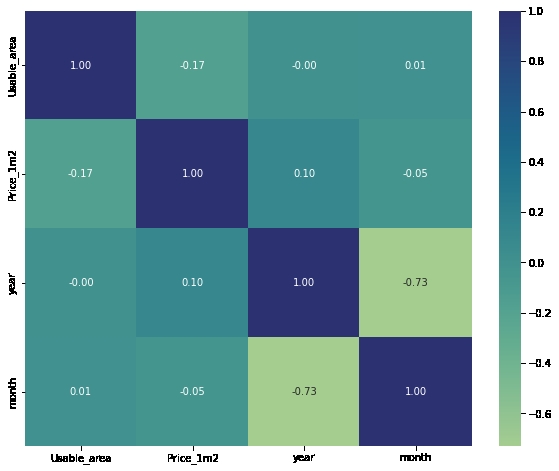 Usable_area 1.00 -0.17 -0.00 0.01
Price_1m2 -0.17 1.00 0.10 -0.05
year -0.00 0.10 1.00 -0.73
month 0.01 -0.05 -0.73 1.00
Usable_area Price_1m2 year month
1.0
0.8
0.6
0.4
0.2
0.0
-0.2
-0.4
-0.6